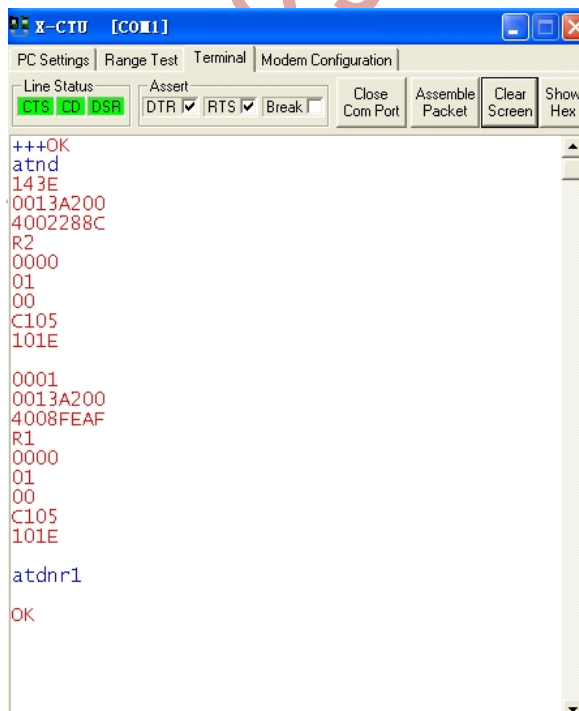 X-CTU [COM1]
PC Settings Range Test Terminal Modem Configuration
Line Status Assert
CTS CD DSR DTR RTS Break
Close Com Port
Assemble Packet
Clear Screen
Show Hex
+++OK
atnd
143E
0013A200
4002288C
R2
0000
01
00
C105
101E
0001
0013A200
4008FEAF
R1
0000
01
00
C105
101E
atdnr1
OK